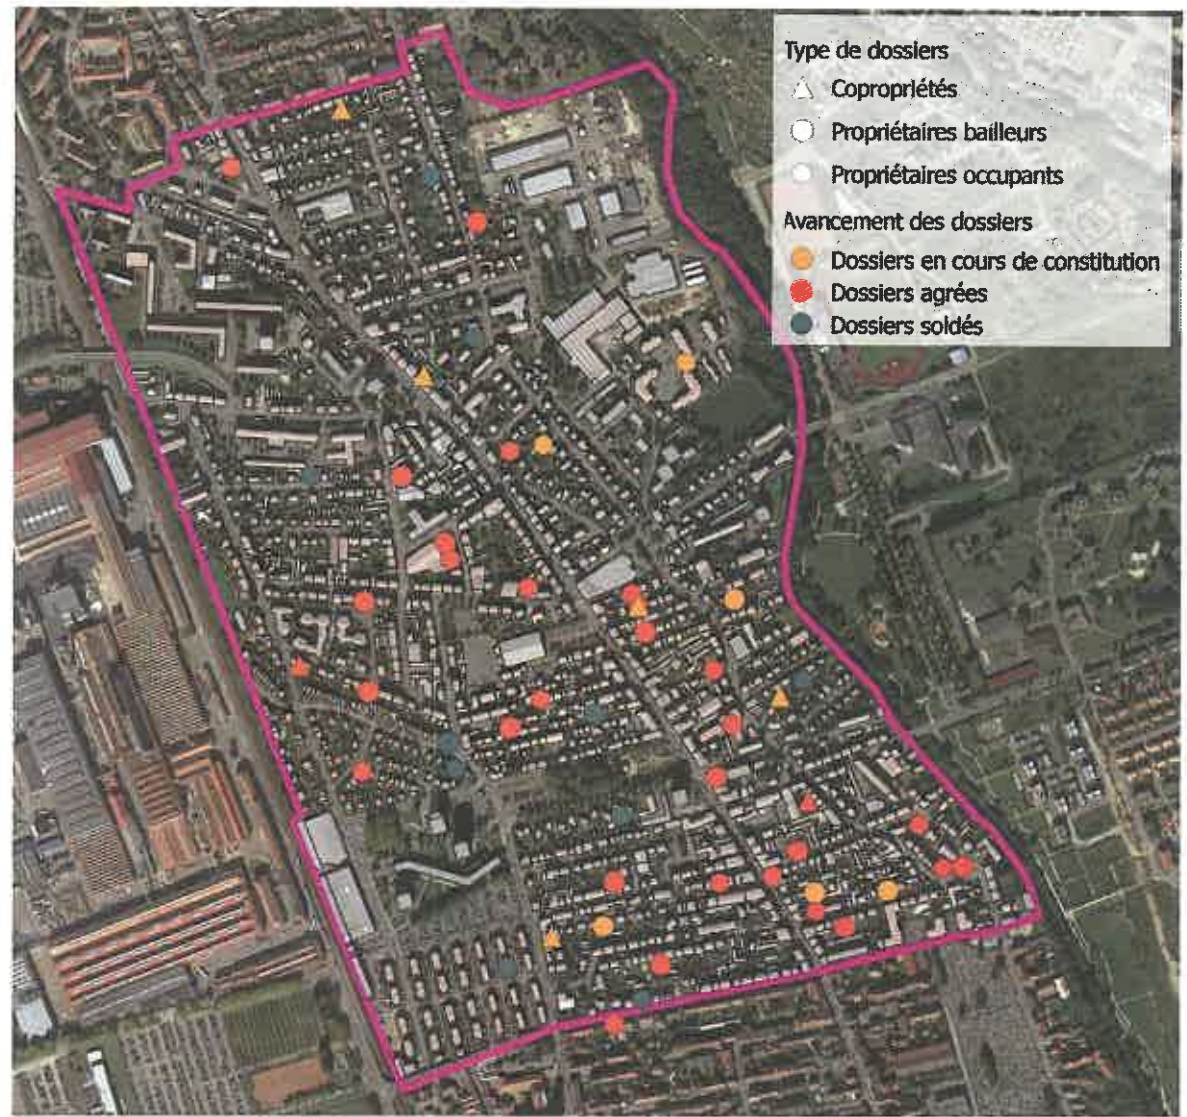 Type de dossiers
Copropriétés
Propriétaires bailleurs
Propriétaires occupants
Avancement des dossiers
Dossiers en cours de constitution
Dossiers agrées
Dossiers soldés